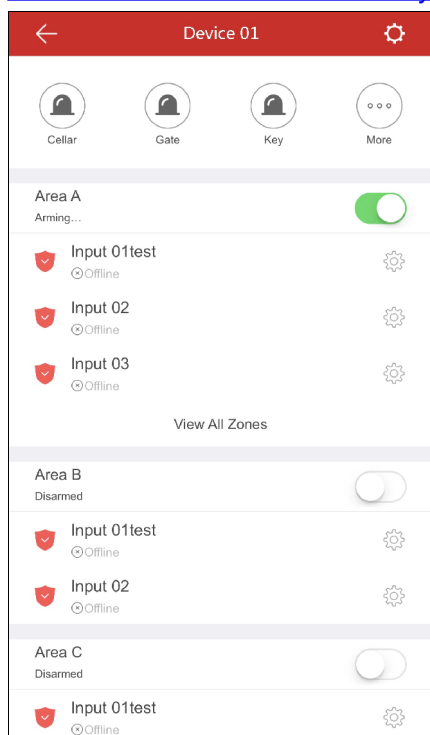 Device 01
Cellar Gate Key More
Area A
Arming...
Input 01test
Offline
Input 02
Offline
Input 03
Offline
View All Zones
Area B
Disarmed
Input 01test
Offline
Input 02
Offline
Area C
Disarmed
Input 01test
Offline